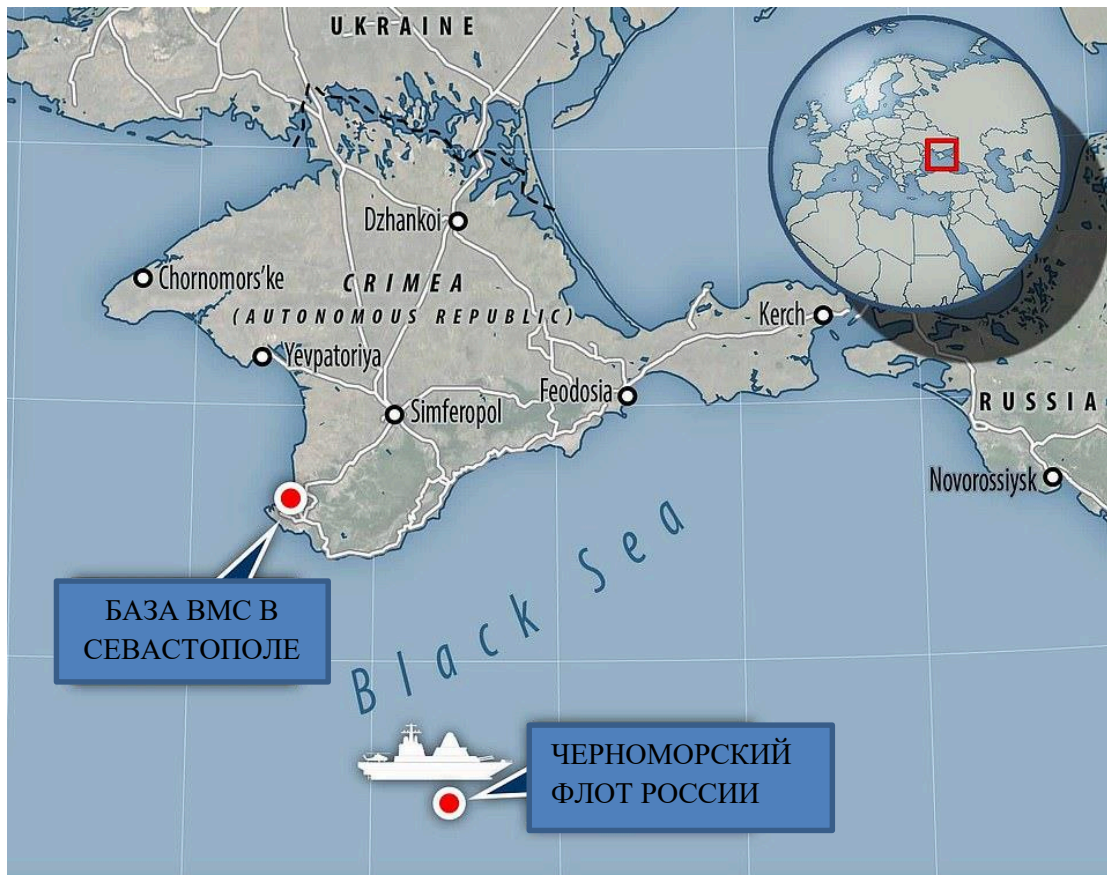 UKRAINE
Dzhankoi
Chornomors'ke
CRIMEA
(AUTONOMOUS REPUBLIC)
Kerch
Yevpatoriya
Feodosia
Simferopol
RUSSIA
Novorossiysk
Black Sea
БАЗА ВМС В
СЕВАСТОПОЛЕ
ЧЕРНОМОРСКИЙ
ФЛОТ РОССИИ